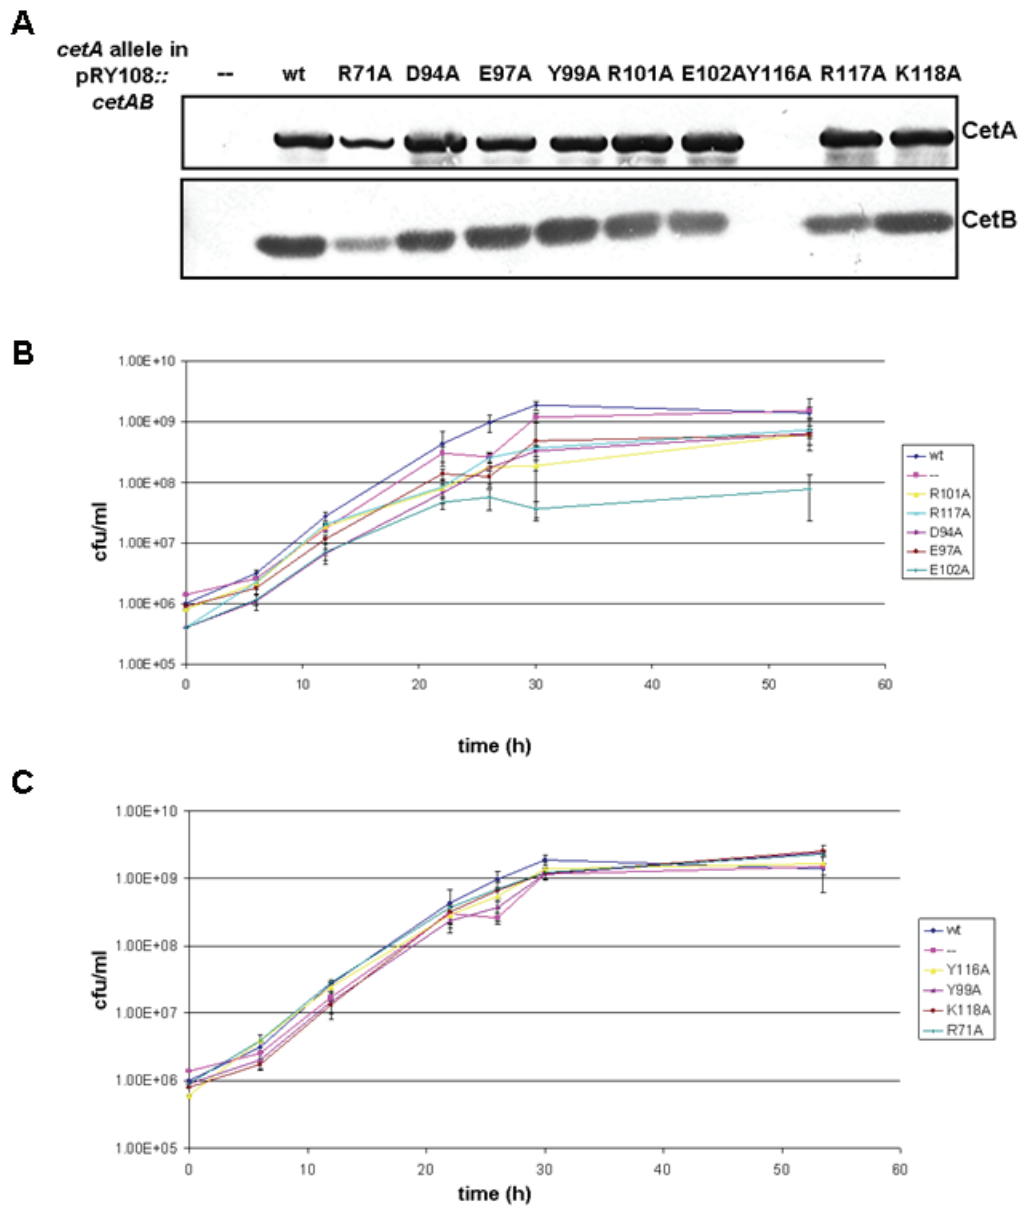 A
cetA allele in
pRY108::
cetAB
-- wt R71A D94A E97A Y99A R101A E102A Y116A R117A K118A
CetA
CetB
B
1.00E+10
1.00E+09
1.00E+08
1.00E+07
1.00E+06
1.00E+05
cfu/ml
0 10 20 30 40 50 60
time (h)
wt
--
R101A
R117A
D94A
E97A
E102A
C
1.00E+10
1.00E+09
1.00E+08
1.00E+07
1.00E+06
1.00E+05
cfu/ml
0 10 20 30 40 50 60
time (h)
wt
--
Y116A
Y99A
K118A
R71A